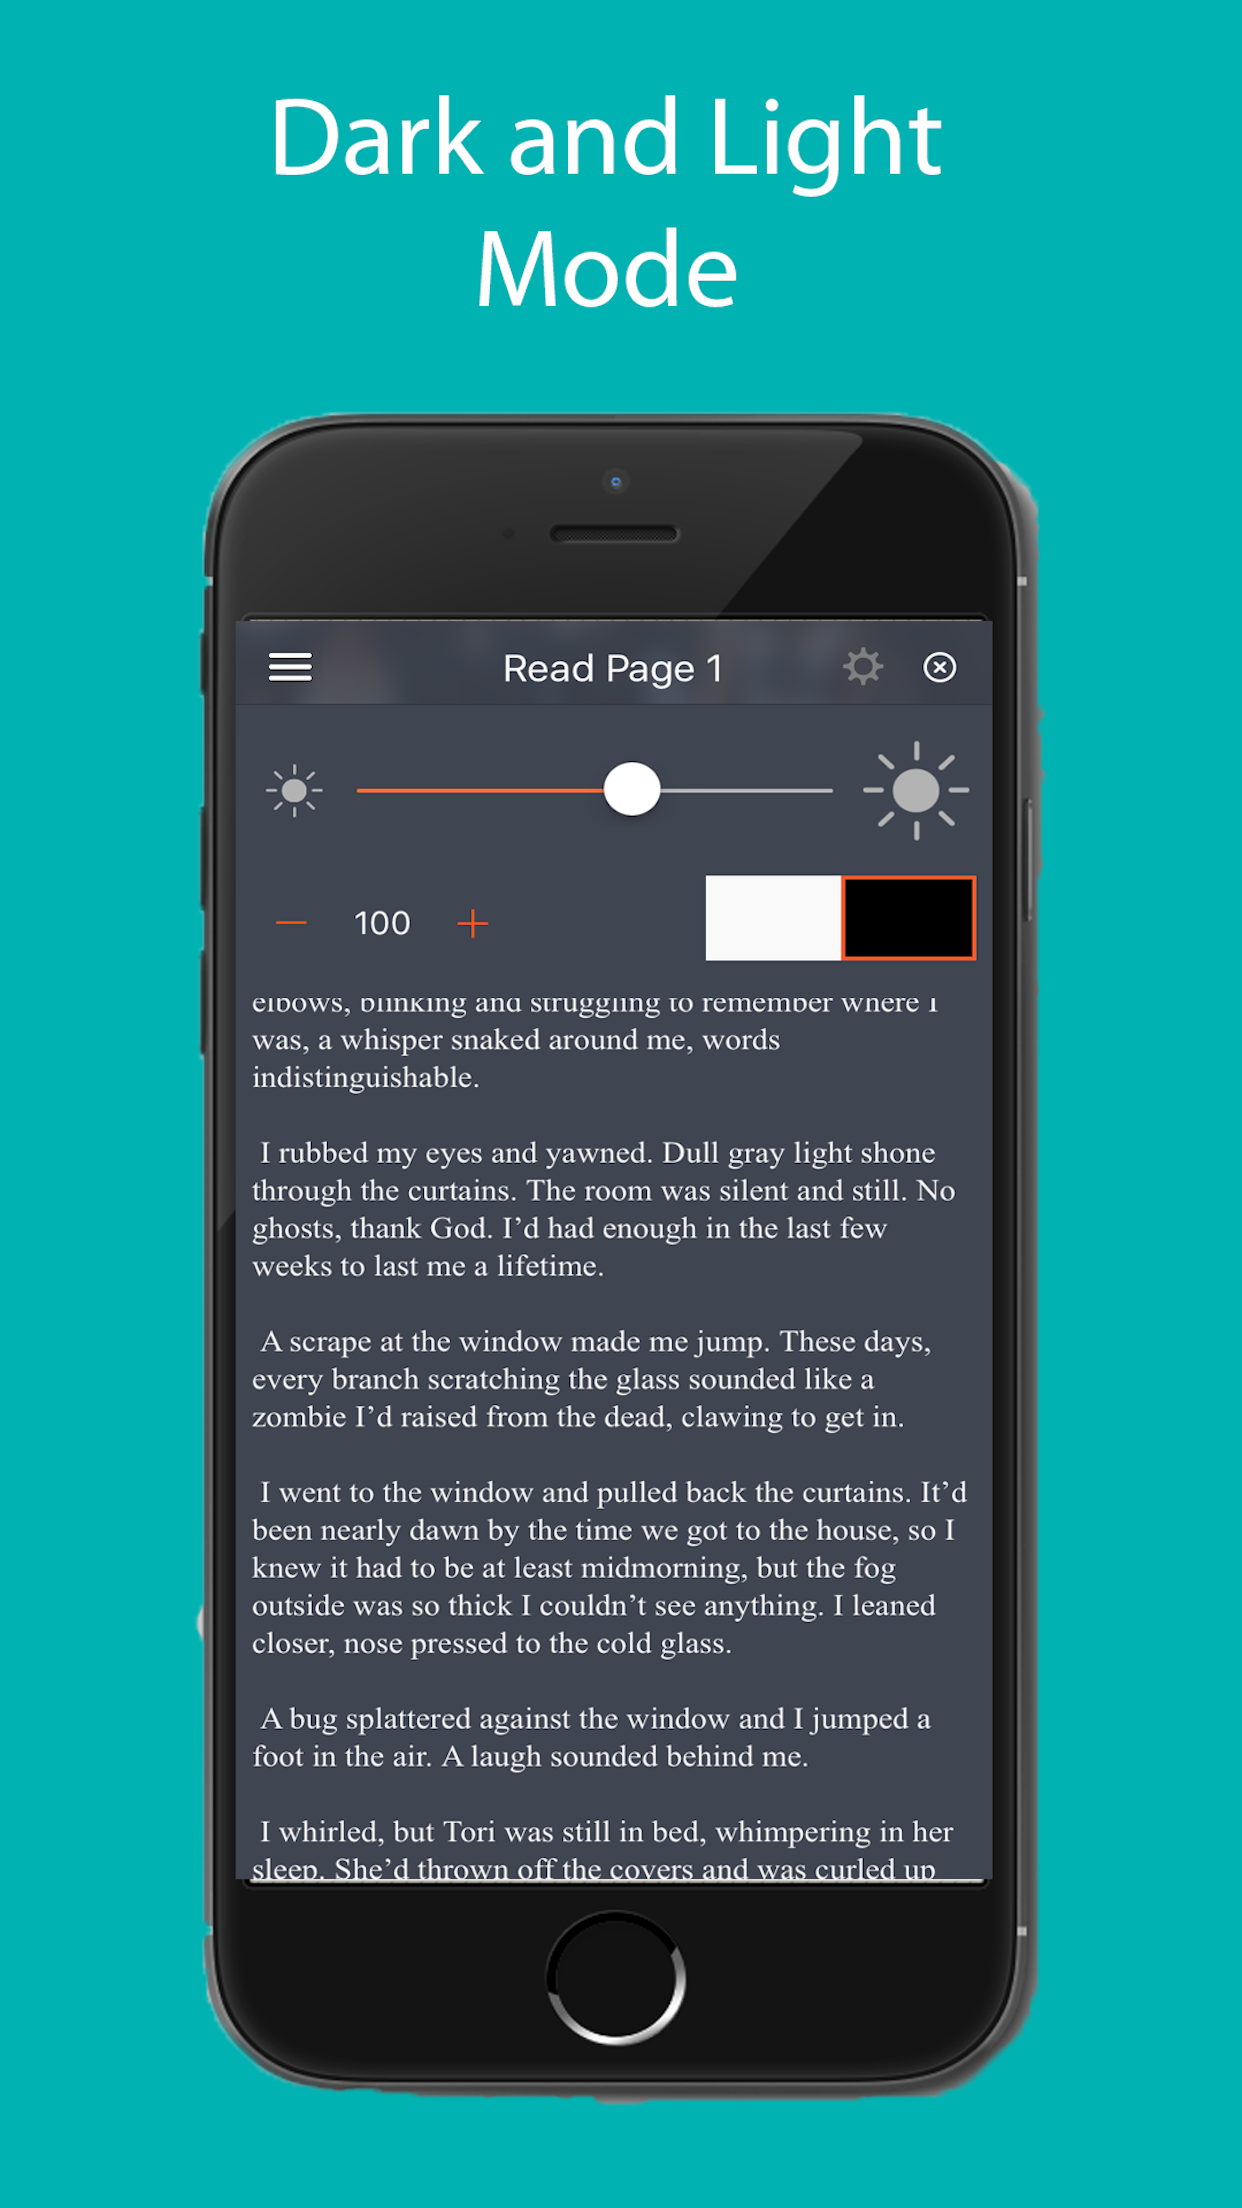 Dark and Light
Mode
Read Page 1
100
elbows, blinking and struggling to remember where I
was, a whisper snaked around me, words
indistinguishable.
I rubbed my eyes and yawned. Dull gray light shone
through the curtains. The room was silent and still. No
ghosts, thank God. I’d had enough in the last few
weeks to last me a lifetime.
A scrape at the window made me jump. These days,
every branch scratching the glass sounded like a
zombie I’d raised from the dead, clawing to get in.
I went to the window and pulled back the curtains. It’d
been nearly dawn by the time we got to the house, so I
knew it had to be at least midmorning, but the fog
outside was so thick I couldn’t see anything. I leaned
closer, nose pressed to the cold glass.
A bug splattered against the window and I jumped a
foot in the air. A laugh sounded behind me.
I whirled, but Tori was still in bed, whimpering in her
sleep. She’d thrown off the covers and was curled up